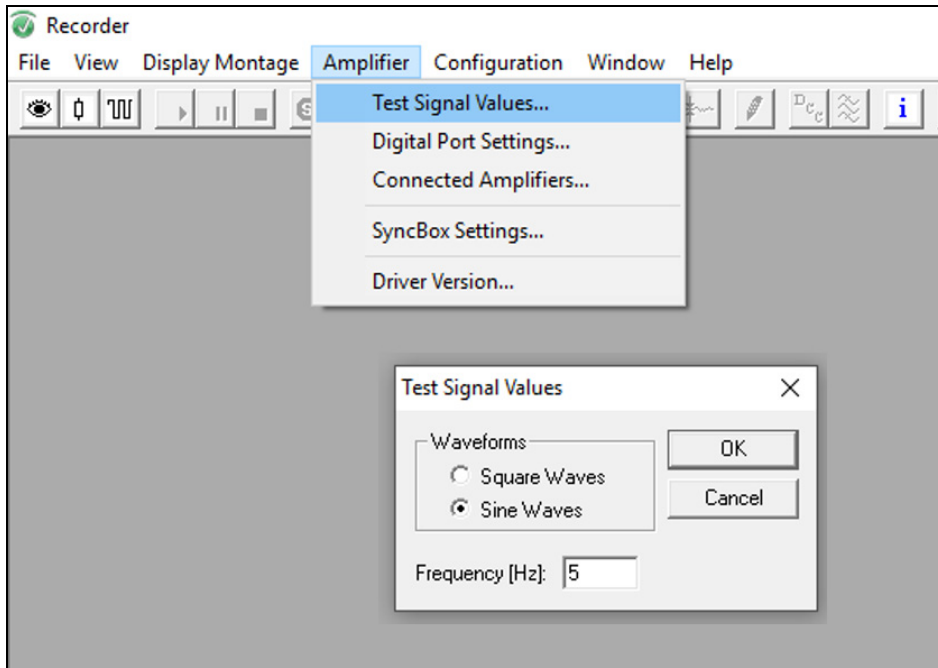 Recorder
File View Display Montage Amplifier Configuration Window Help
Test Signal Values...
Digital Port Settings...
Connected Amplifiers...
SyncBox Settings...
Driver Version...
Test Signal Values
Waveforms
Square Waves
Sine Waves
OK
Cancel
Frequency [Hz]: 5